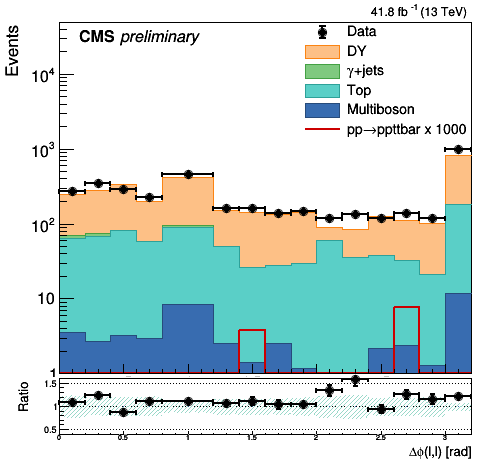 41.8 fb⁻¹ (13 TeV)
CMS preliminary
Events
Data
DY
γ+jets
Top
Multiboson
pp→ppttbar x 1000
10⁴
10³
10²
10
1
Ratio
1.5
1.0
0.5
0 0.5 1 1.5 2 2.5 3
Δϕ(l,l) [rad]